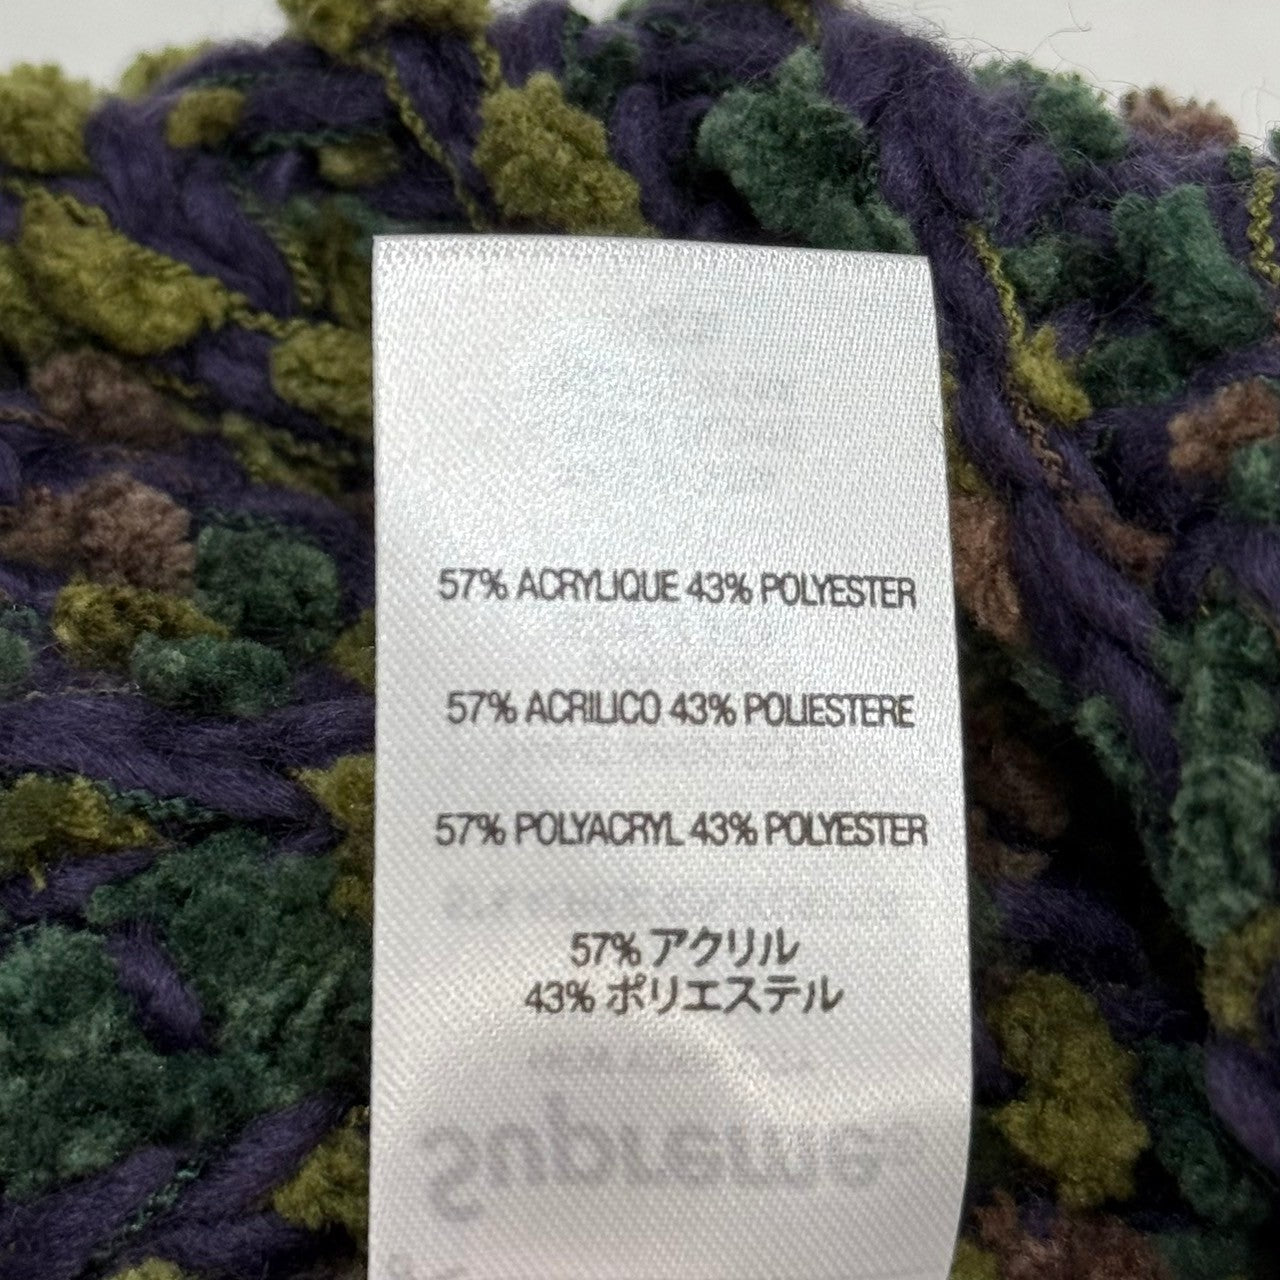 57% ACRYLIQUE 43% POLYESTER
57% ACRILICO 43% POLIESTERE
57% POLYACRYL 43% POLYESTER
57% アクリル
43% ポリエステル